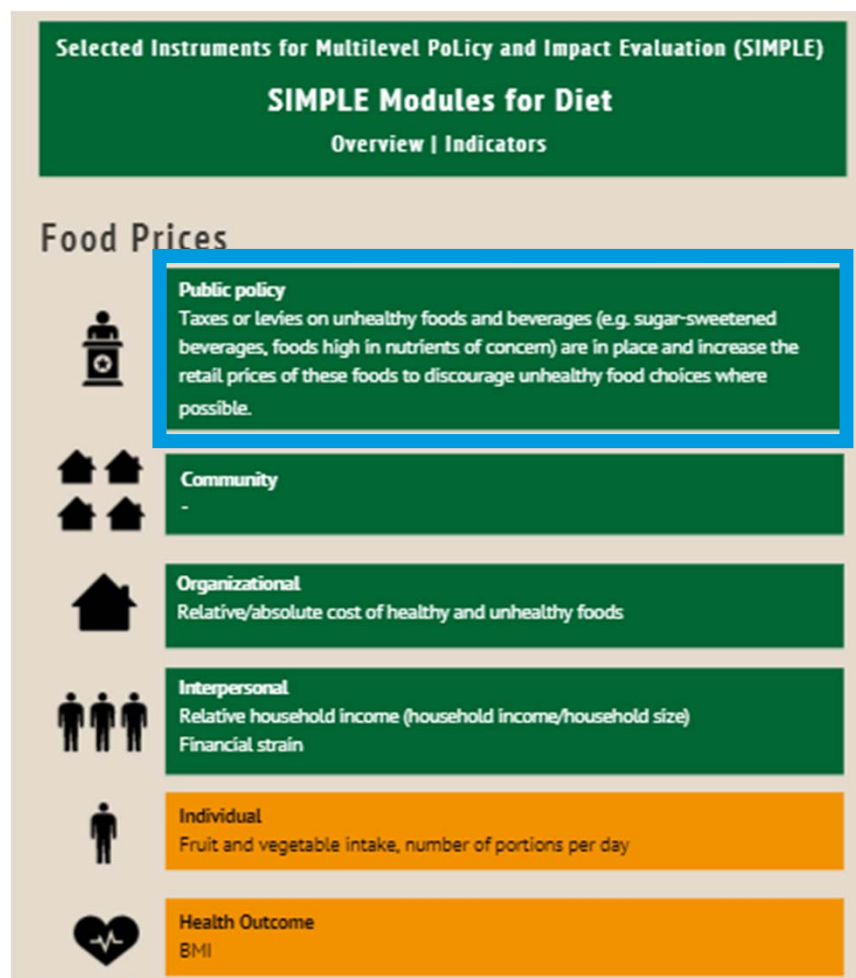 Selected Instruments for Multilevel PoLicy and Impact Evaluation (SIMPLE)
SIMPLE Modules for Diet
Overview | Indicators
Food Prices
Public policy
Taxes or levies on unhealthy foods and beverages (e.g. sugar-sweetened
beverages, foods high in nutrients of concern) are in place and increase the
retail prices of these foods to discourage unhealthy food choices where
possible.
Community
-
Organizational
Relative/absolute cost of healthy and unhealthy foods
Interpersonal
Relative household income (household income/household size)
Financial strain
Individual
Fruit and vegetable intake, number of portions per day
Health Outcome
BMI